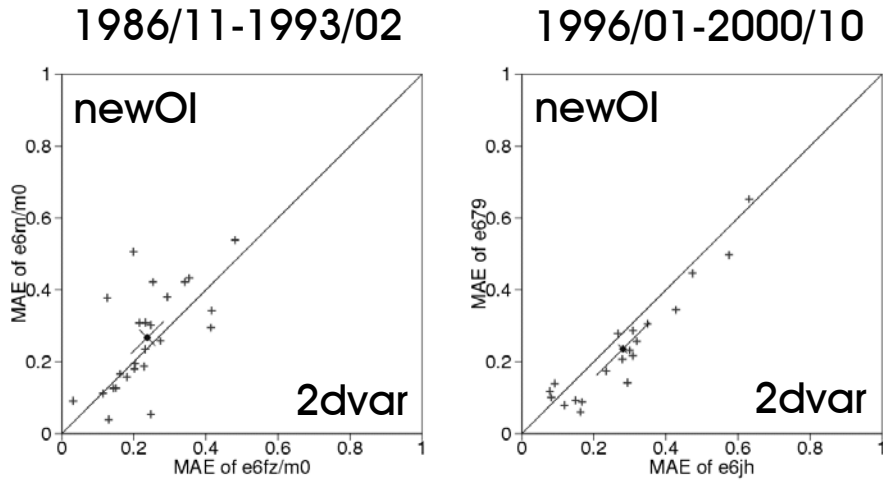 1986/11-1993/02
1
newOI
0.8
0.6
0.4
0.2
0
MAE of e6rn/m0
2dvar
0 0.2 0.4 0.6 0.8 1
MAE of e6fz/m0
1996/01-2000/10
1
newOI
0.8
0.6
0.4
0.2
0
MAE of e679
2dvar
0 0.2 0.4 0.6 0.8 1
MAE of e6jh